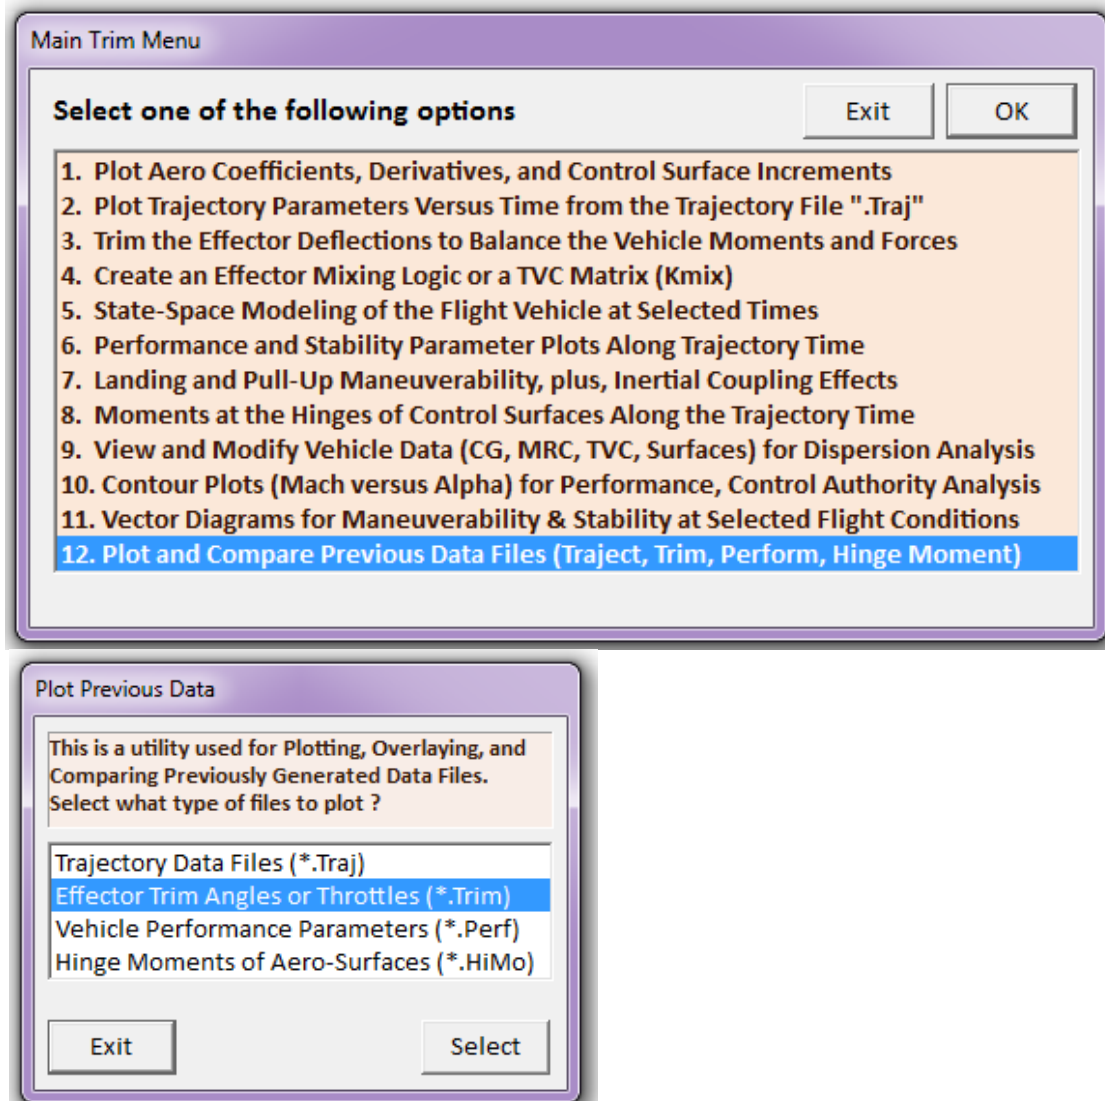 Main Trim Menu
Select one of the following options
Exit
OK
1. Plot Aero Coefficients, Derivatives, and Control Surface Increments
2. Plot Trajectory Parameters Versus Time from the Trajectory File ".Traj"
3. Trim the Effector Deflections to Balance the Vehicle Moments and Forces
4. Create an Effector Mixing Logic or a TVC Matrix (Kmix)
5. State-Space Modeling of the Flight Vehicle at Selected Times
6. Performance and Stability Parameter Plots Along Trajectory Time
7. Landing and Pull-Up Maneuverability, plus, Inertial Coupling Effects
8. Moments at the Hinges of Control Surfaces Along the Trajectory Time
9. View and Modify Vehicle Data (CG, MRC, TVC, Surfaces) for Dispersion Analysis
10. Contour Plots (Mach versus Alpha) for Performance, Control Authority Analysis
11. Vector Diagrams for Maneuverability & Stability at Selected Flight Conditions
12. Plot and Compare Previous Data Files (Traject, Trim, Perform, Hinge Moment)
Plot Previous Data
This is a utility used for Plotting, Overlaying, and
Comparing Previously Generated Data Files.
Select what type of files to plot ?
Trajectory Data Files (*.Traj)
Effector Trim Angles or Throttles (*.Trim)
Vehicle Performance Parameters (*.Perf)
Hinge Moments of Aero-Surfaces (*.HiMo)
Exit
Select